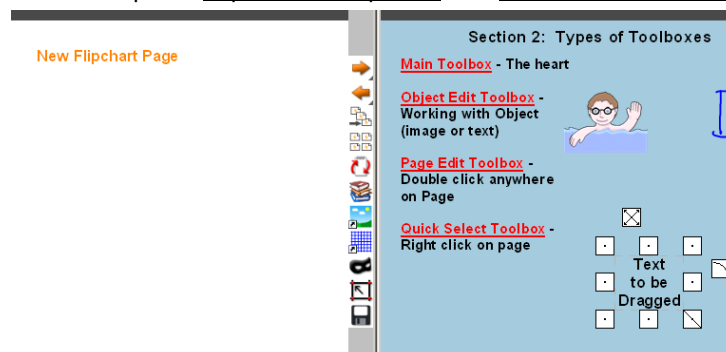 New Flipchart Page
Section 2: Types of Toolboxes
Main Toolbox - The heart
Object Edit Toolbox -
Working with Object
(image or text)
Page Edit Toolbox -
Double click anywhere
on Page
Quick Select Toolbox -
Right click on page
Text
to be
Dragged